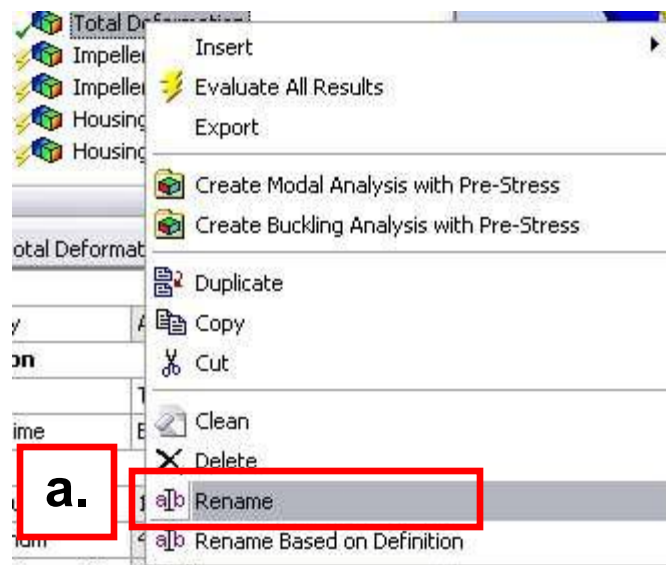 Total Deformation
Impeller
Impeller
Housing
Housing
Insert
Evaluate All Results
Export
Create Modal Analysis with Pre-Stress
Create Buckling Analysis with Pre-Stress
otal Deformat
Duplicate
Copy
Cut
on
Clean
ime
Delete
a.
Rename
Rename Based on Definition